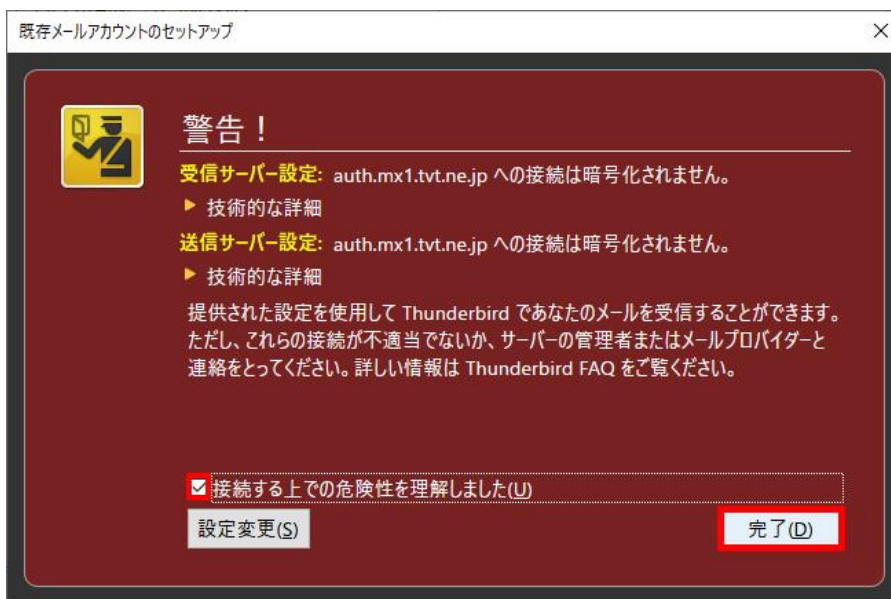 既存メールアカウントのセットアップ
警告！
受信サーバー設定: auth.mx1.tvt.ne.jp への接続は暗号化されません。
技術的な詳細
送信サーバー設定: auth.mx1.tvt.ne.jp への接続は暗号化されません。
技術的な詳細
提供された設定を使用して Thunderbird であなたのメールを受信することができます。
ただし、これらの接続が不適当でないか、サーバーの管理者またはメールプロバイダーと
連絡をとってください。詳しい情報は Thunderbird FAQ をご覧ください。
接続する上での危険性を理解しました(U)
設定変更(S) 完了(D)